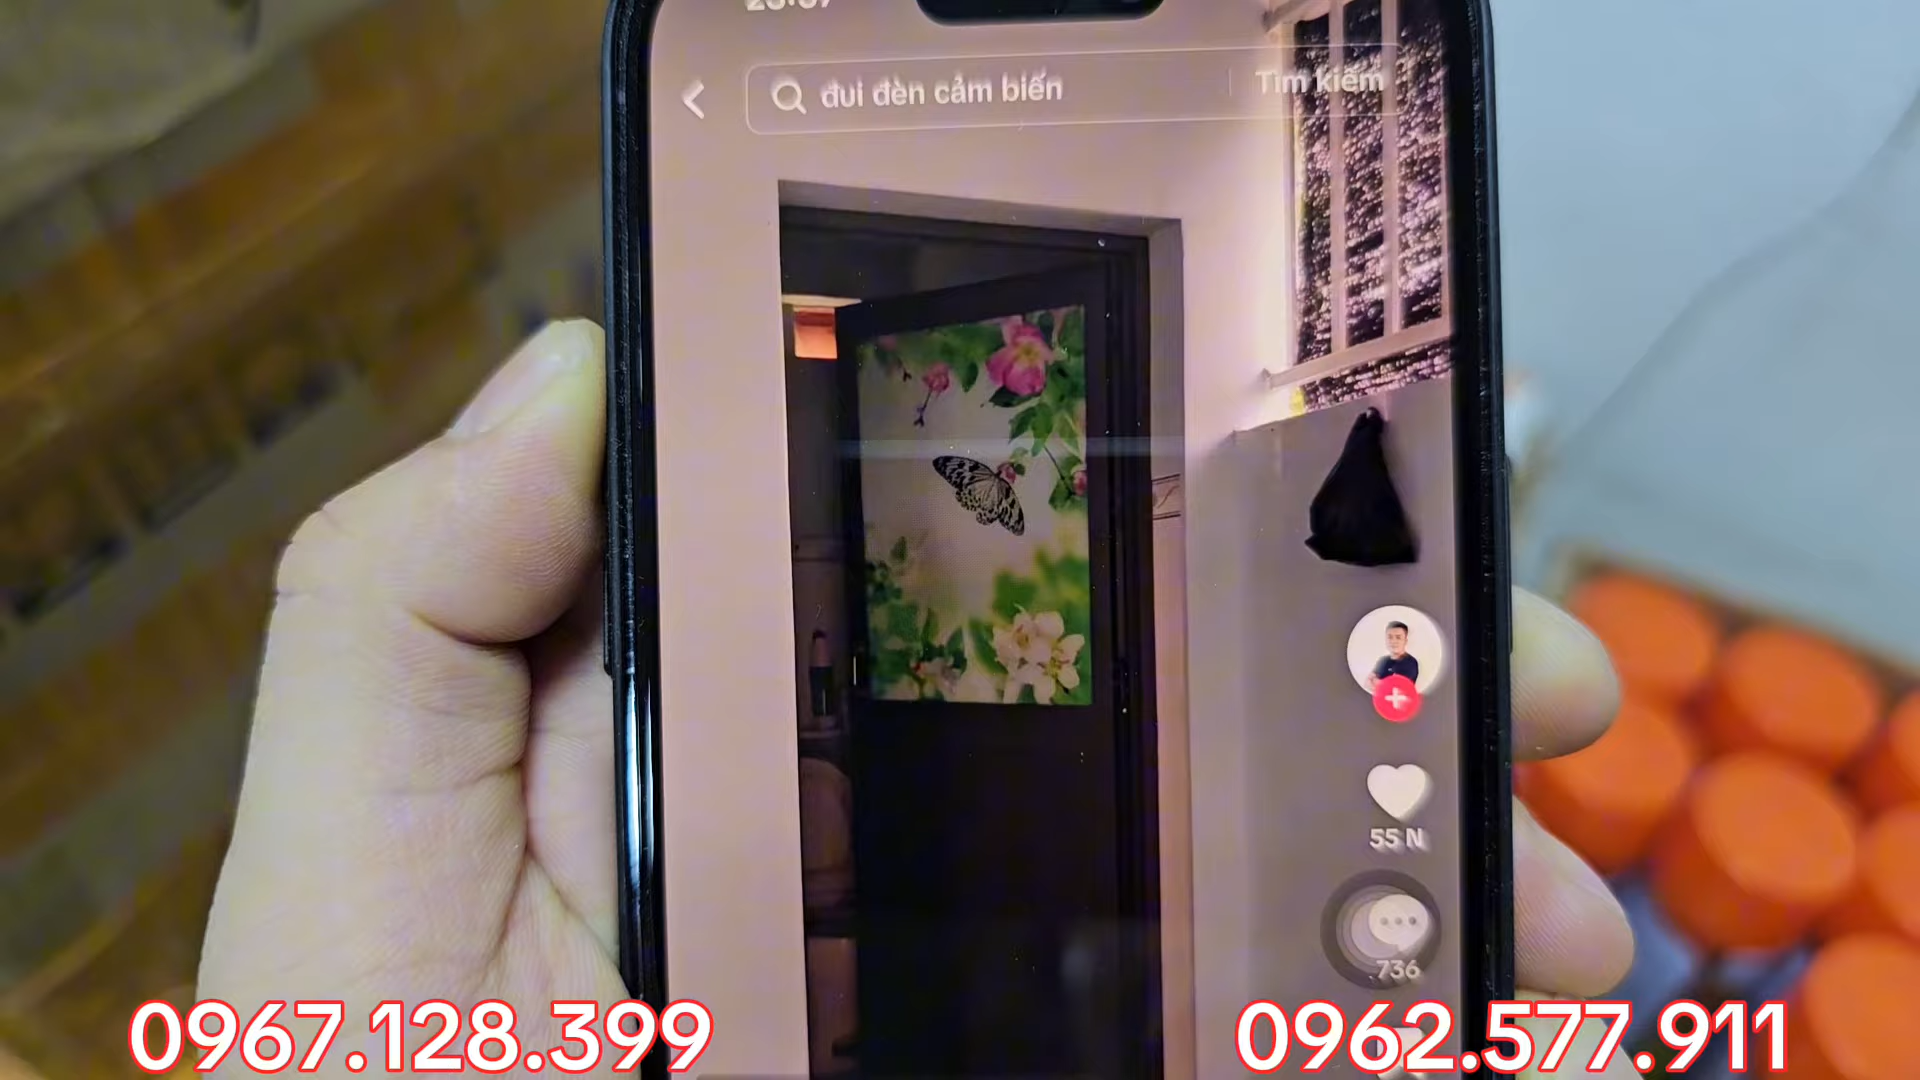 đui đèn cảm biến
Tìm kiếm
55 N
736
0967.128.399
0962.577.911